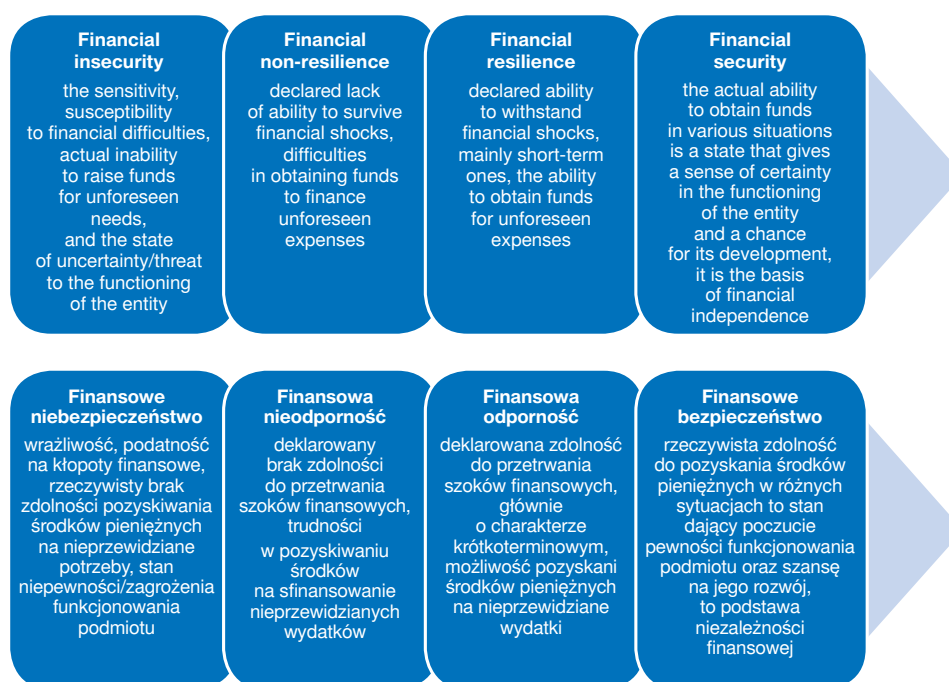 Financial
insecurity
the sensitivity,
susceptibility
to financial difficulties,
actual inability
to raise funds
for unforeseen
needs,
and the state
of uncertainty/threat
to the functioning
of the entity
Financial
non-resilience
declared lack
of ability to survive
financial shocks,
difficulties
in obtaining funds
to finance
unforeseen
expenses
Financial
resilience
declared ability
to withstand
financial shocks,
mainly short-term
ones, the ability
to obtain funds
for unforeseen
expenses
Financial
security
the actual ability
to obtain funds
in various situations
is a state that gives
a sense of certainty
in the functioning
of the entity
and a chance
for its development,
it is the basis
of financial
independence
Finansowe
niebezpieczeństwo
wrażliwość, podatność
na kłopoty finansowe,
rzeczywisty brak
zdolności pozyskiwania
środków pieniężnych
na nieprzewidziane
potrzeby, stan
niepewności/zagrożenia
funkcjonowania
podmiotu
Finansowa
nieodporność
deklarowany
brak zdolności
do przetrwania
szoków finansowych,
trudności
w pozyskiwaniu
środków
na sfinansowanie
nieprzewidzianych
wydatków
Finansowa
odporność
deklarowana zdolność
do przetrwania
szoków finansowych,
głównie
o charakterze
krótkoterminowym,
możliwość pozyskani
środków pieniężnych
na nieprzewidziane
wydatki
Finansowe
bezpieczeństwo
rzeczywista zdolność
do pozyskania środków
pieniężnych w różnych
sytuacjach to stan
dający poczucie
pewności funkcjonowania
podmiotu oraz szansę
na jego rozwój,
to podstawa
niezależności
finansowej